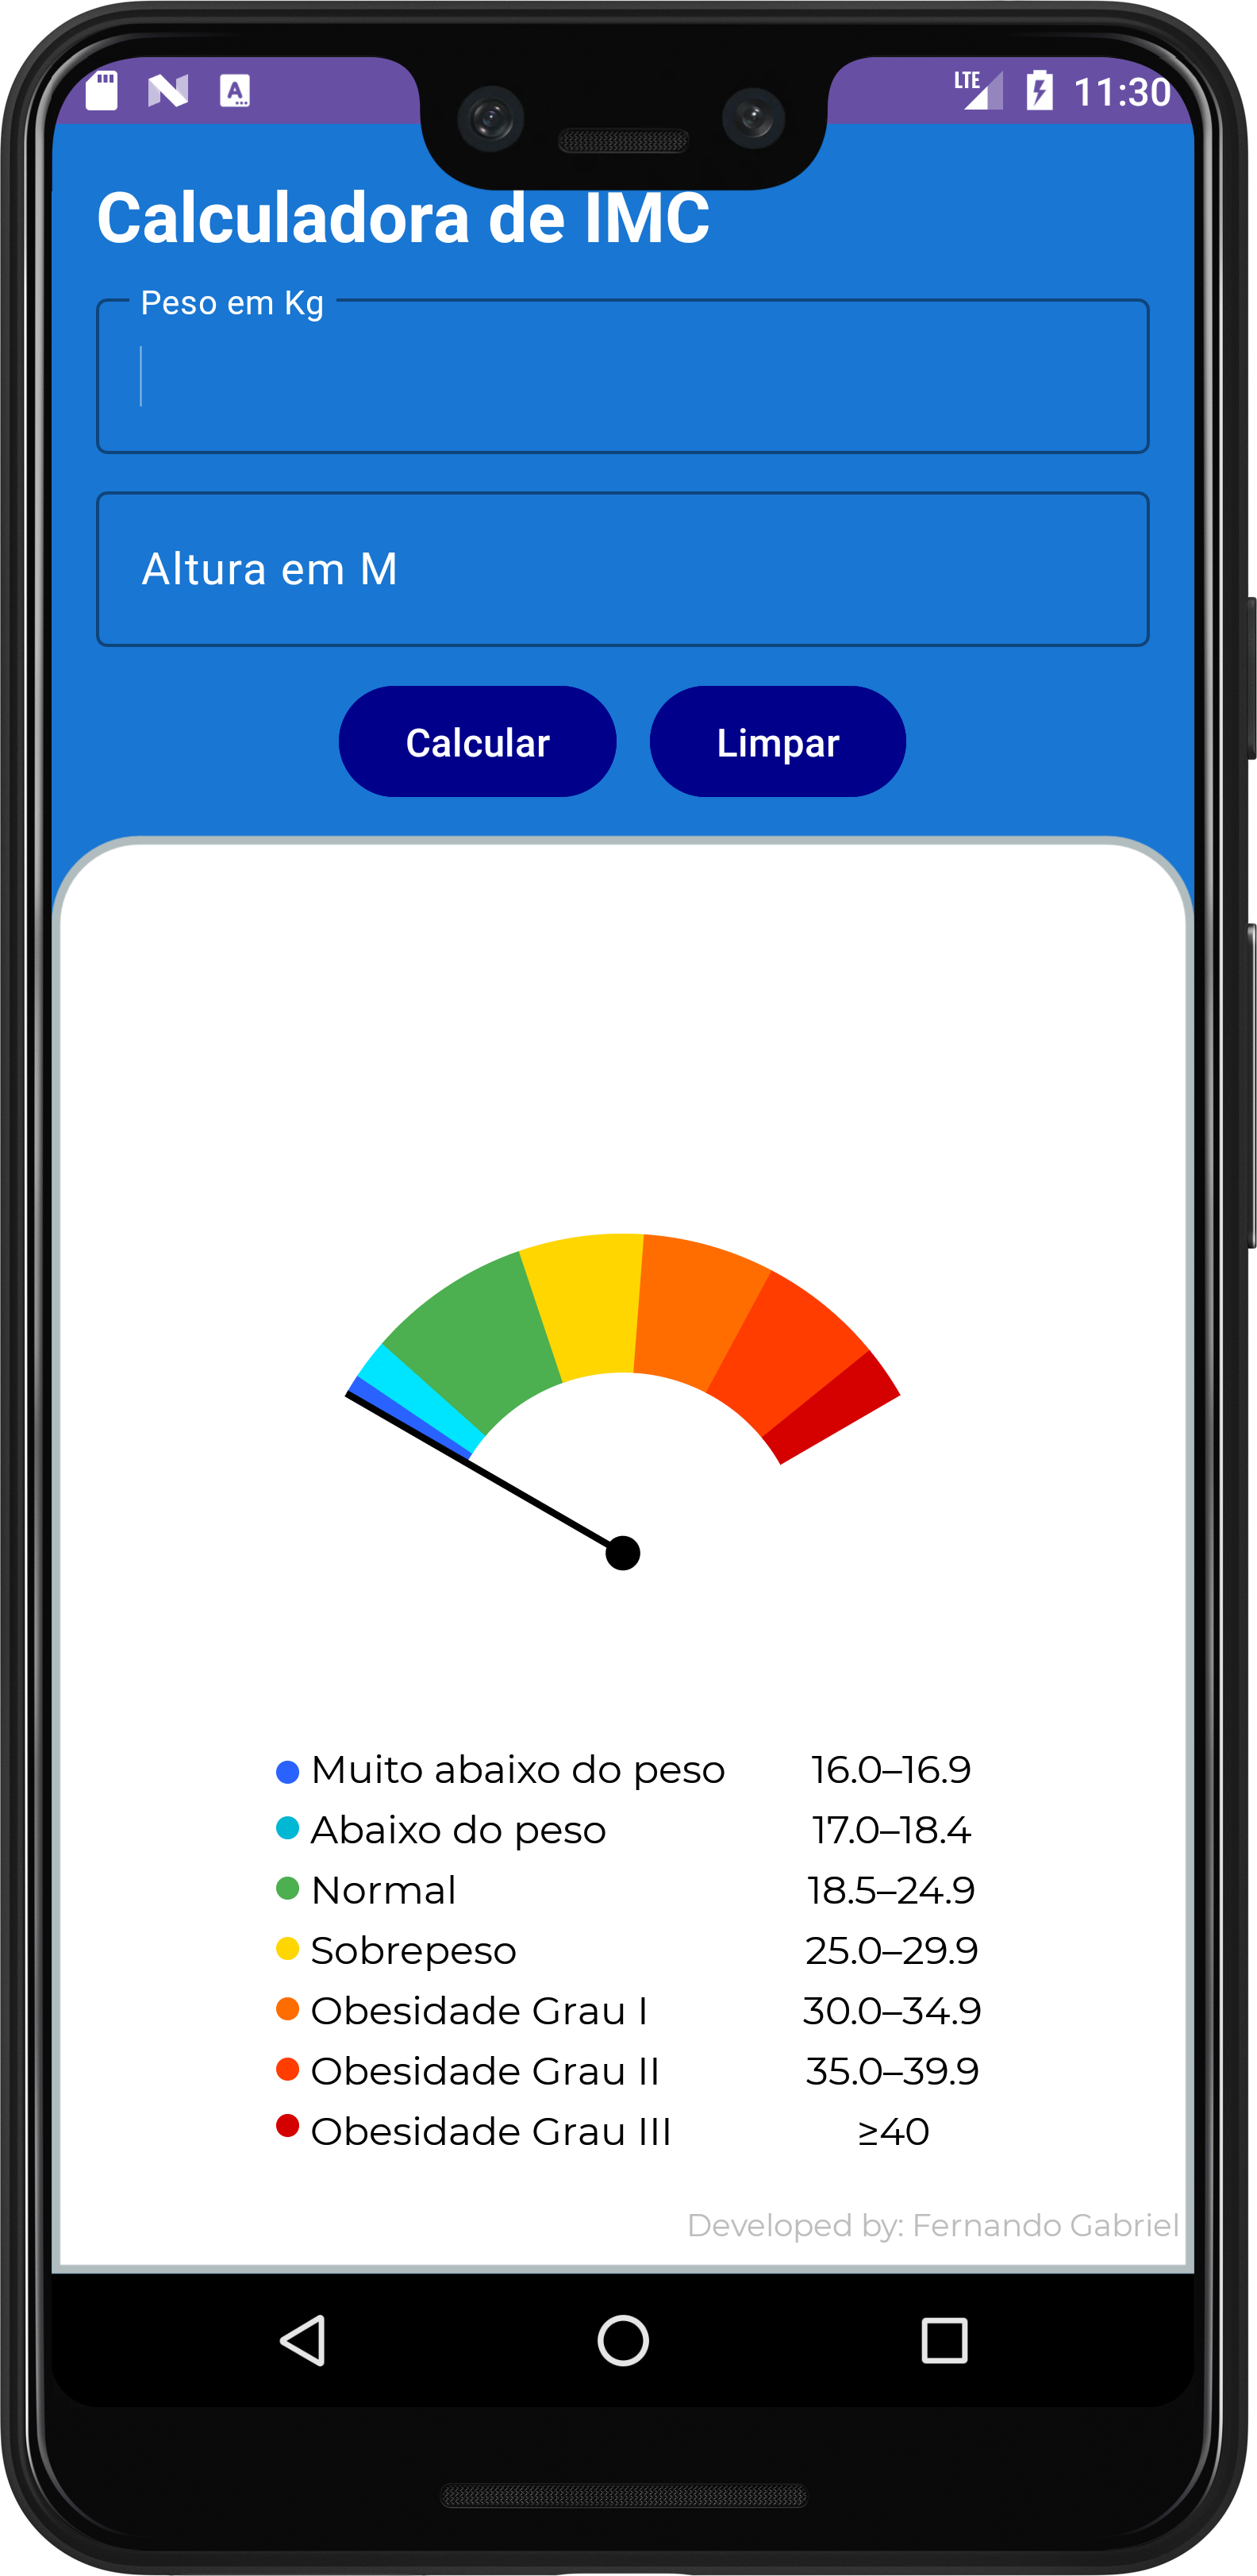 LTE 11:30
Calculadora de IMC
Peso em Kg
Altura em M
Calcular Limpar
Muito abaixo do peso 16.0–16.9
Abaixo do peso 17.0–18.4
Normal 18.5–24.9
Sobrepeso 25.0–29.9
Obesidade Grau I 30.0–34.9
Obesidade Grau II 35.0–39.9
Obesidade Grau III ≥40
Developed by: Fernando Gabriel